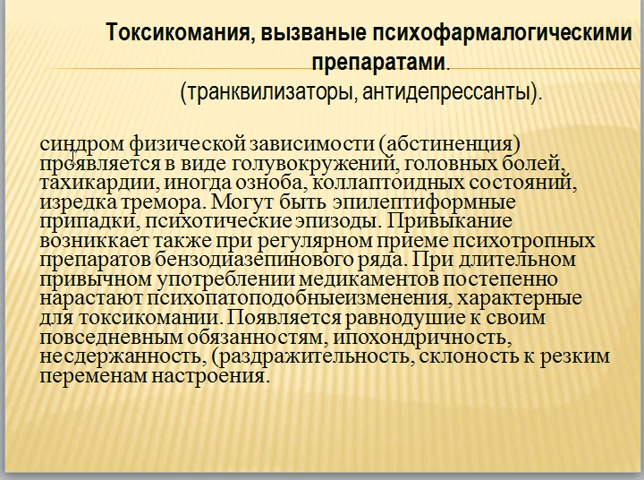 Токсикомания, вызваные психофармалогическими
препаратами.
(транквилизаторы, антидепрессанты).
синдром физической зависимости (абстиненция)
проявляется в виде голувокружений, головных болей,
тахикардии, иногда озноба, коллаптоидных состояний,
изредка тремора. Могут быть эпилептиформные
припадки, психотические эпизоды. Привыкание
возниккает также при регулярном приеме психотропных
препаратов бензодиазепинового ряда. При длительном
привычном употреблении медикаментов постепенно
нарастают психопатоподобныеизменения, характерные
для токсикомании. Появляется равнодушие к своим
повседневным обязанностям, ипохондричность,
несдержанность, (раздражительность, склоность к резким
переменам настроения.